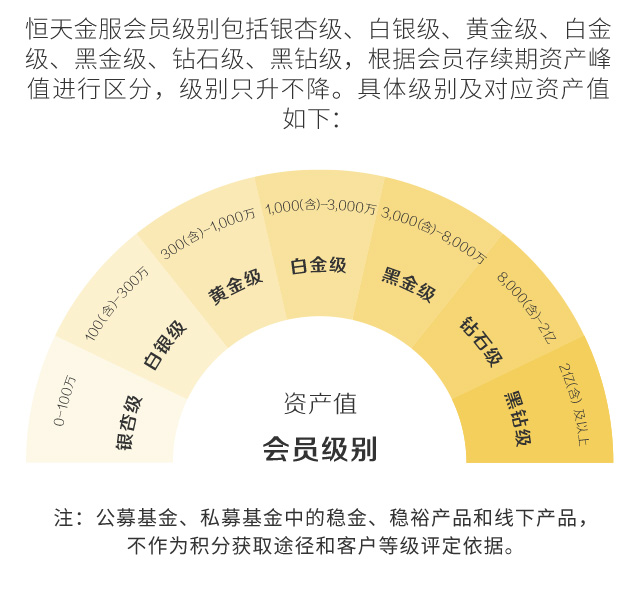 恒天金服会员级别包括银杏级、白银级、黄金级、白金
级、黑金级、钻石级、黑钻级，根据会员存续期资产峰
值进行区分，级别只升不降。具体级别及对应资产值
如下：
0-100万
银杏级
100(含)-300万
白银级
300(含)-1,000万
黄金级
1,000(含)-3,000万
白金级
3,000(含)-8,000万
黑金级
8,000(含)-2亿
钻石级
2亿(含) 及以上
黑钻级
资产值
会员级别
注：公募基金、私募基金中的稳金、稳裕产品和线下产品，
不作为积分获取途径和客户等级评定依据。